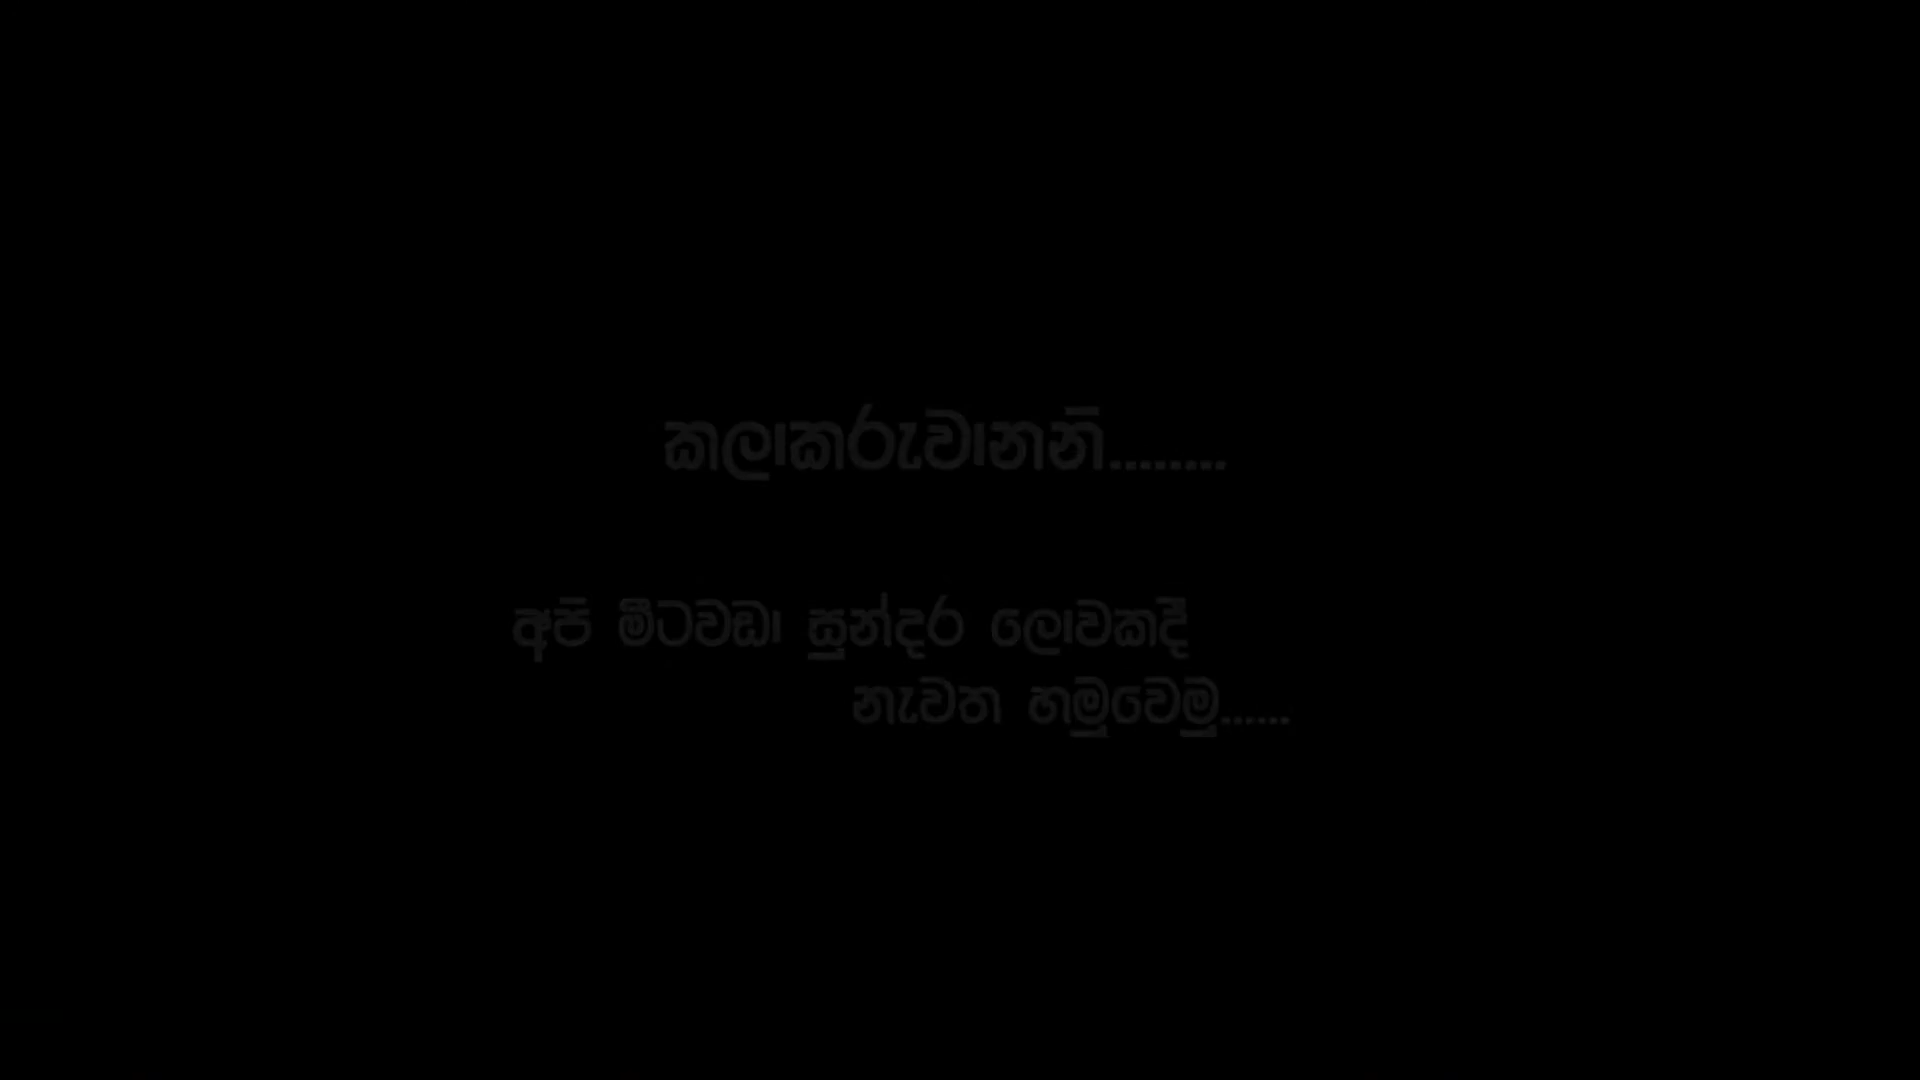 කලාකරුවානනි........
අපි මීටවඩා සුන්දර ලොවකදී
නැවත හමුවෙමු......